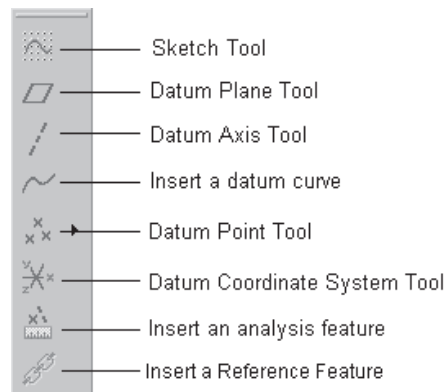 Sketch Tool
Datum Plane Tool
Datum Axis Tool
Insert a datum curve
Datum Point Tool
Datum Coordinate System Tool
Insert an analysis feature
Insert a Reference Feature